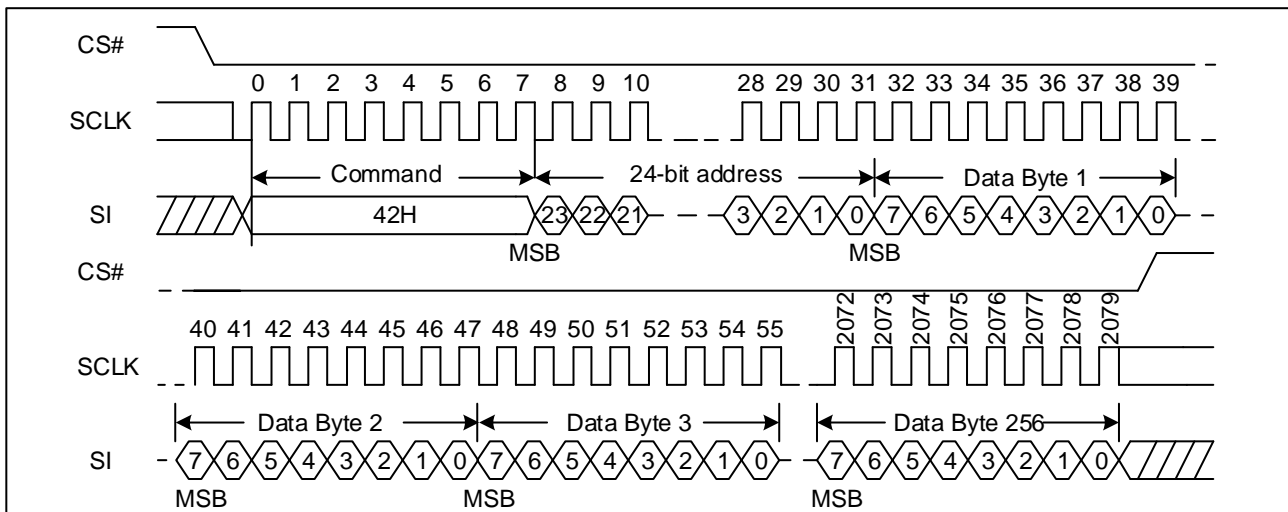 CS#
0 1 2 3 4 5 6 7 8 9 10 28 29 30 31 32 33 34 35 36 37 38 39
SCLK
Command 24-bit address Data Byte 1
SI 42H 23 22 21 3 2 1 0 7 6 5 4 3 2 1 0
MSB MSB
CS#
40 41 42 43 44 45 46 47 48 49 50 51 52 53 54 55 2072 2073 2074 2075 2076 2077 2078 2079
SCLK
Data Byte 2 Data Byte 3 Data Byte 256
SI 7 6 5 4 3 2 1 0 7 6 5 4 3 2 1 0 7 6 5 4 3 2 1 0
MSB MSB MSB